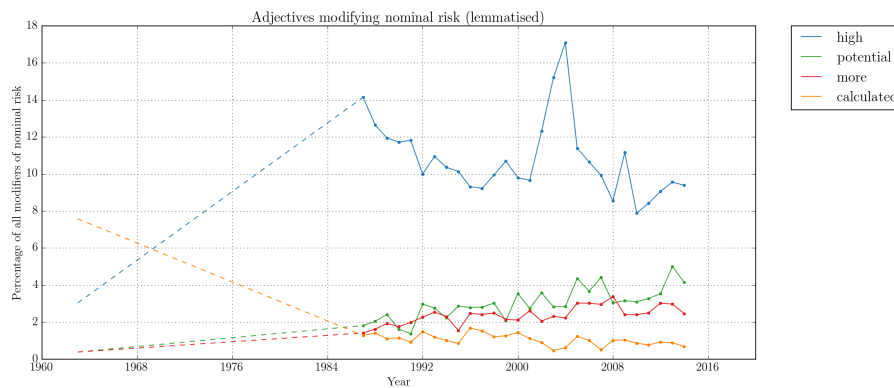 Adjectives modifying nominal risk (lemmatised)
Percentage of all modifiers of nominal risk
18
16
14
12
10
8
6
4
2
0
1960
1968
1976
1984
1992
2000
2008
2016
Year
high
potential
more
calculated